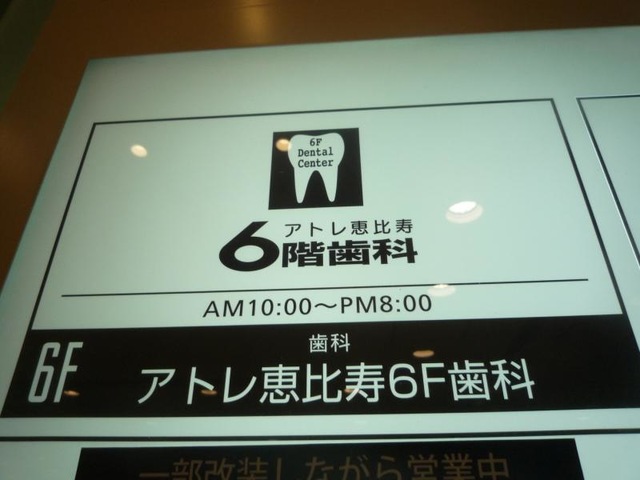 6F
Dental
Center
アトレ恵比寿
6階歯科
AM10:00～PM8:00
6F
歯科
アトレ恵比寿6F歯科
一部改装しながら営業中